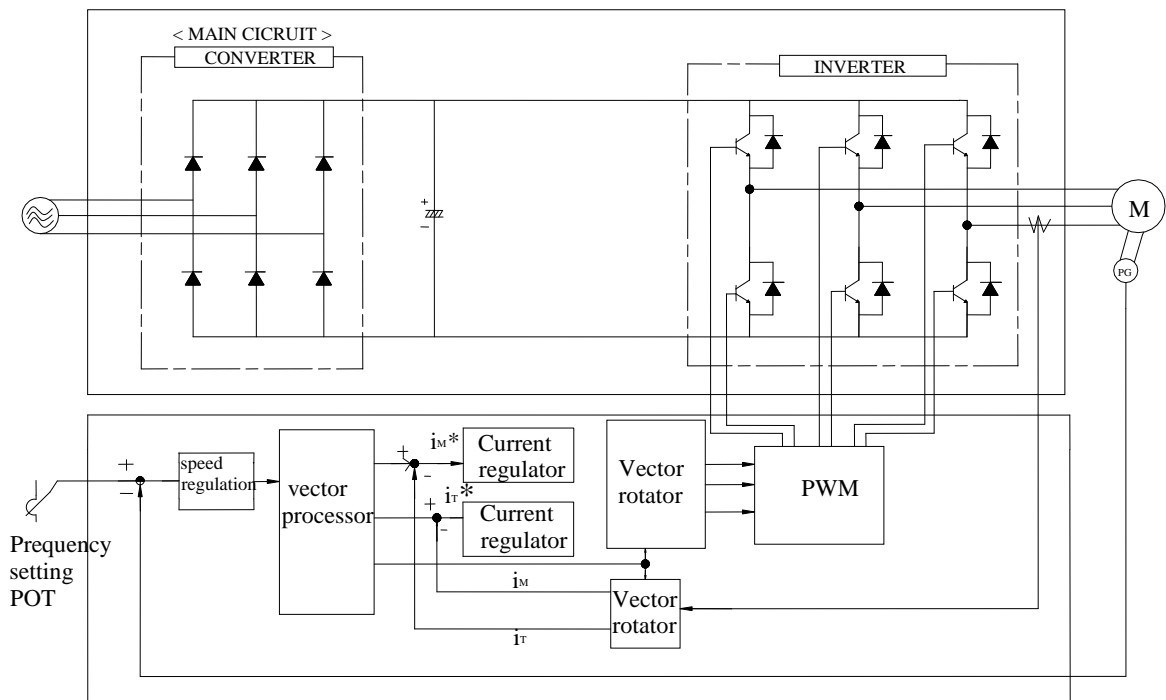 < MAIN CICRUIT >
CONVERTER
INVERTER
+
−
M
PG
+
−
speed
regulation
vector
processor
+
-
iM*
Current
regulator
+
-
iT*
Current
regulator
Vector
rotator
PWM
Prequency
setting
POT
iM
iT
Vector
rotator